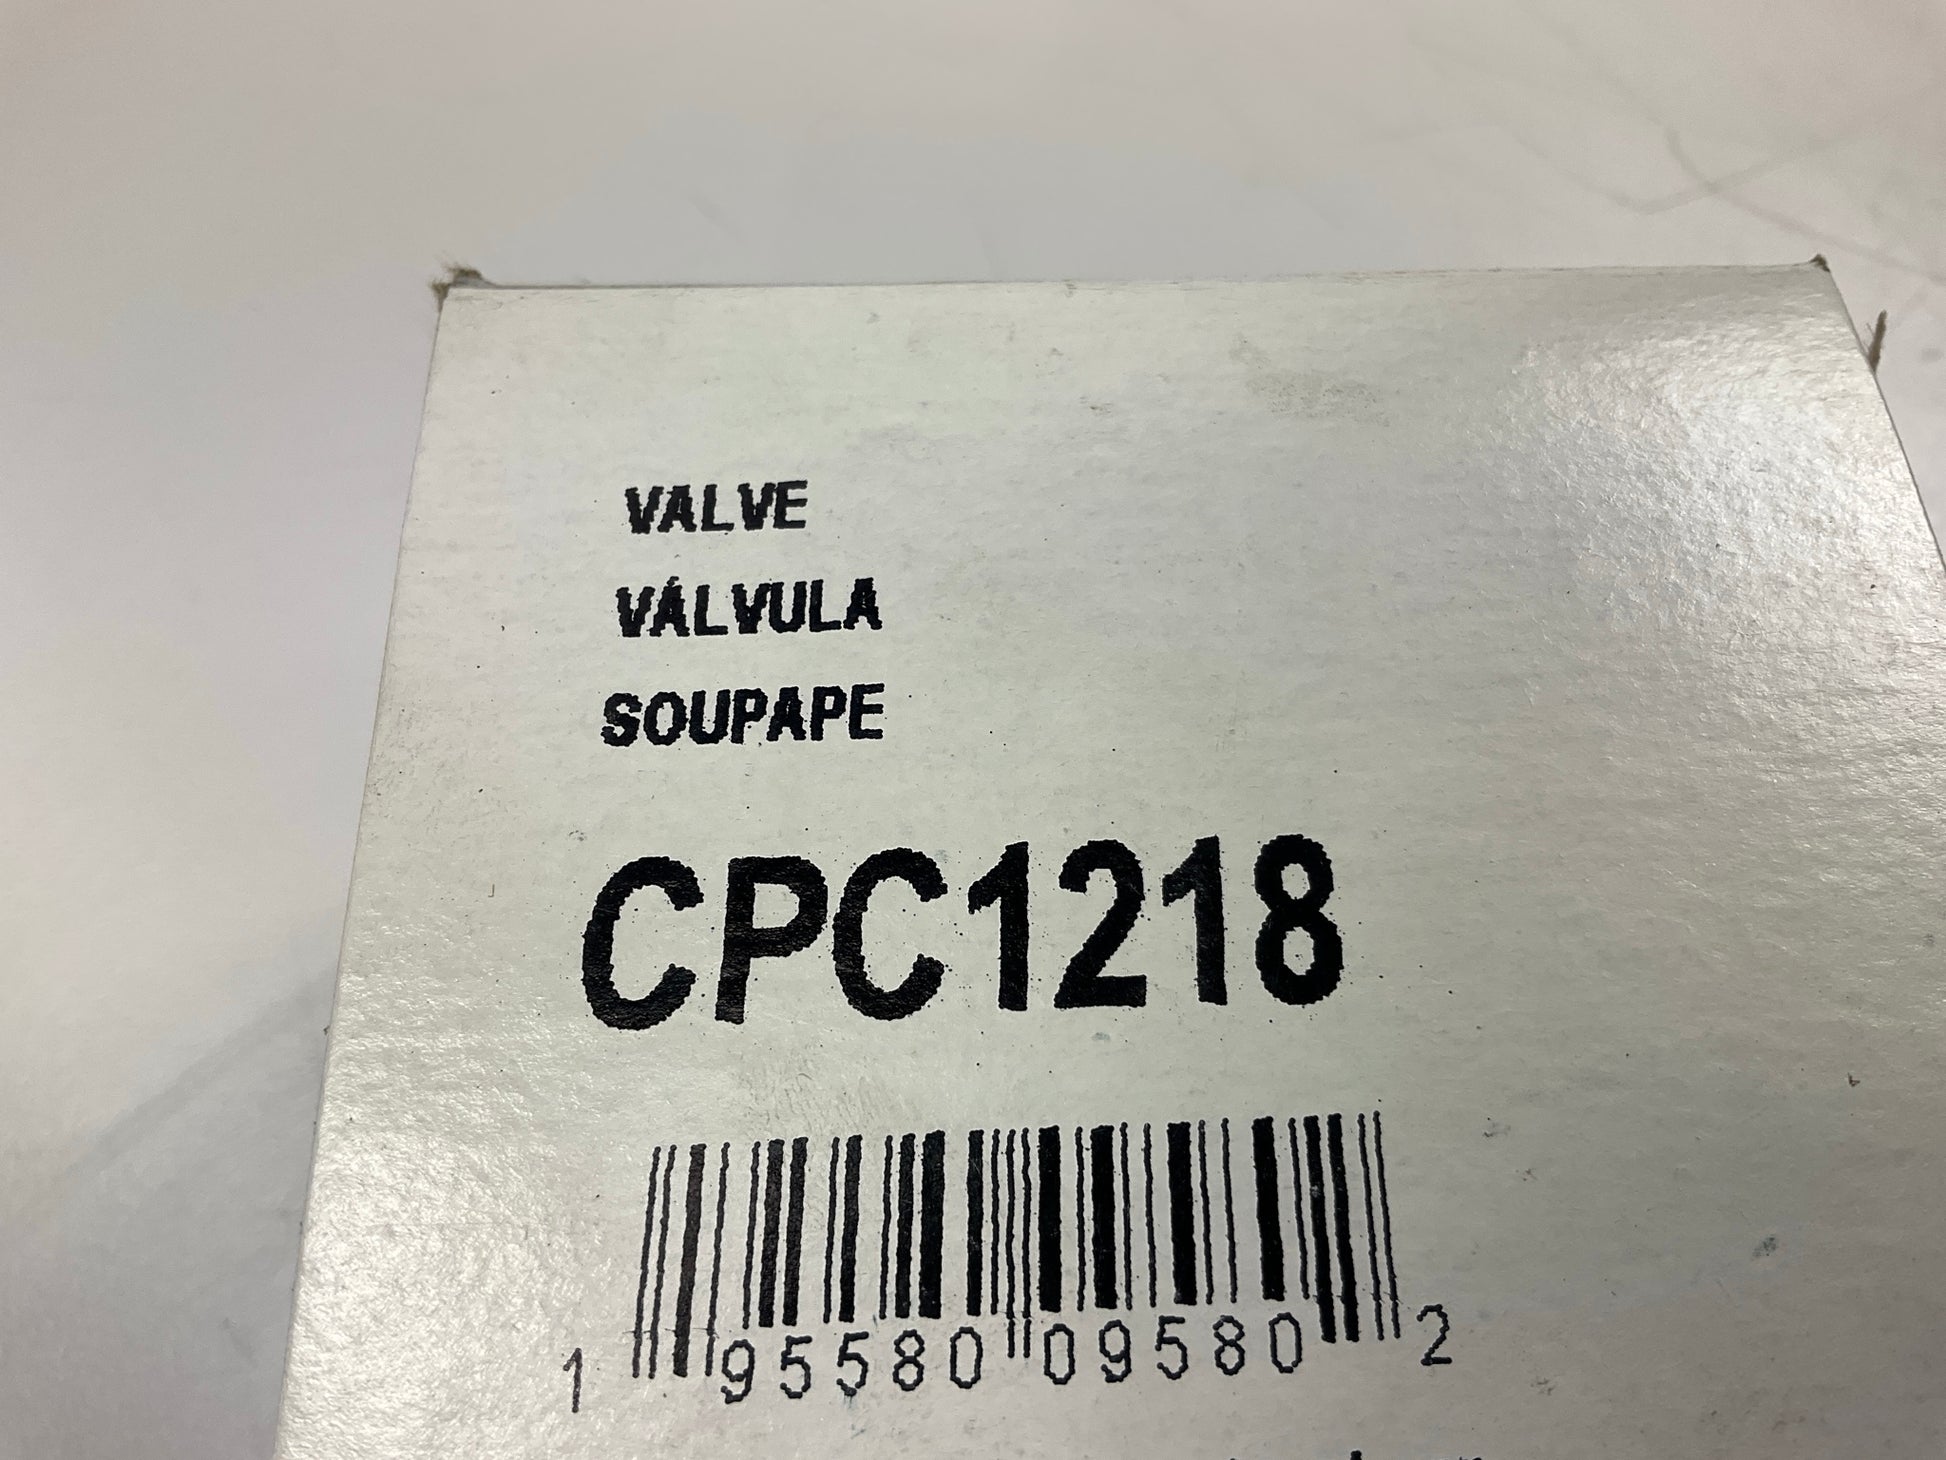 VALVE
VÁLVULA
SOUPAPE
CPC1218
1 95580 09580 2